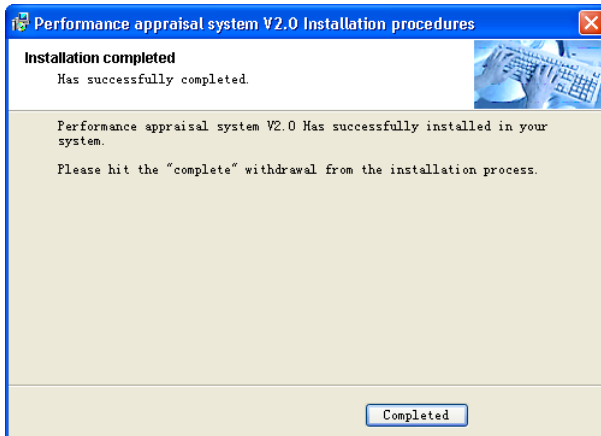 Performance appraisal system V2.0 Installation procedures
Installation completed
Has successfully completed.
Performance appraisal system V2.0 Has successfully installed in your
system.
Please hit the "complete" withdrawal from the installation process.
Completed